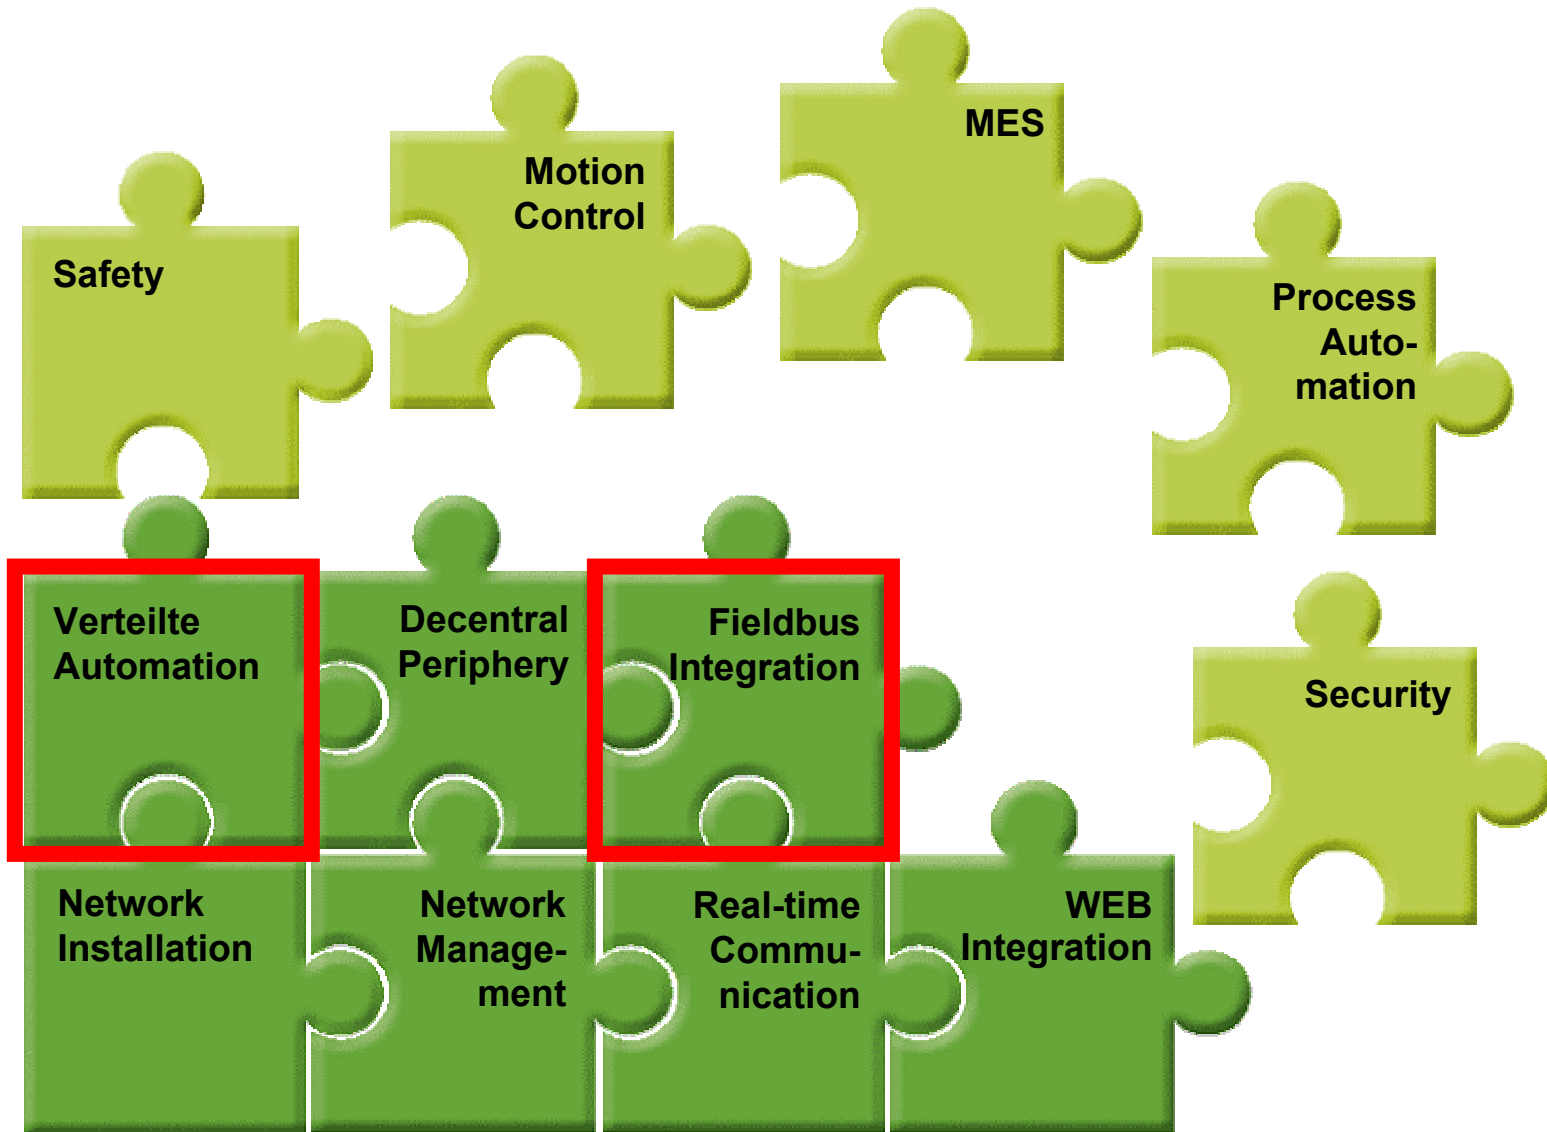 MES
Motion
Control
Safety
Process
Auto-
mation
Verteilte
Automation
Decentral
Periphery
Fieldbus
Integration
Security
Network
Installation
Network
Manage-
ment
Real-time
Commu-
nication
WEB
Integration